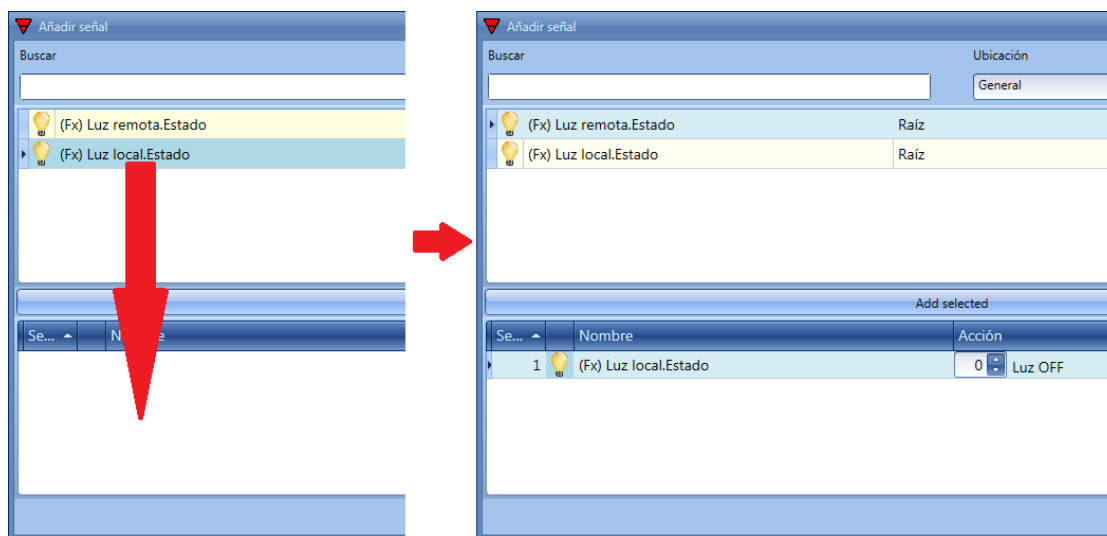 Añadir señal
Buscar
(Fx) Luz remota.Estado
(Fx) Luz local.Estado
Se...
Añadir señal
Buscar
Ubicación
General
(Fx) Luz remota.Estado Raíz
(Fx) Luz local.Estado Raíz
Add selected
Se... Nombre Acción
1 (Fx) Luz local.Estado 0 Luz OFF